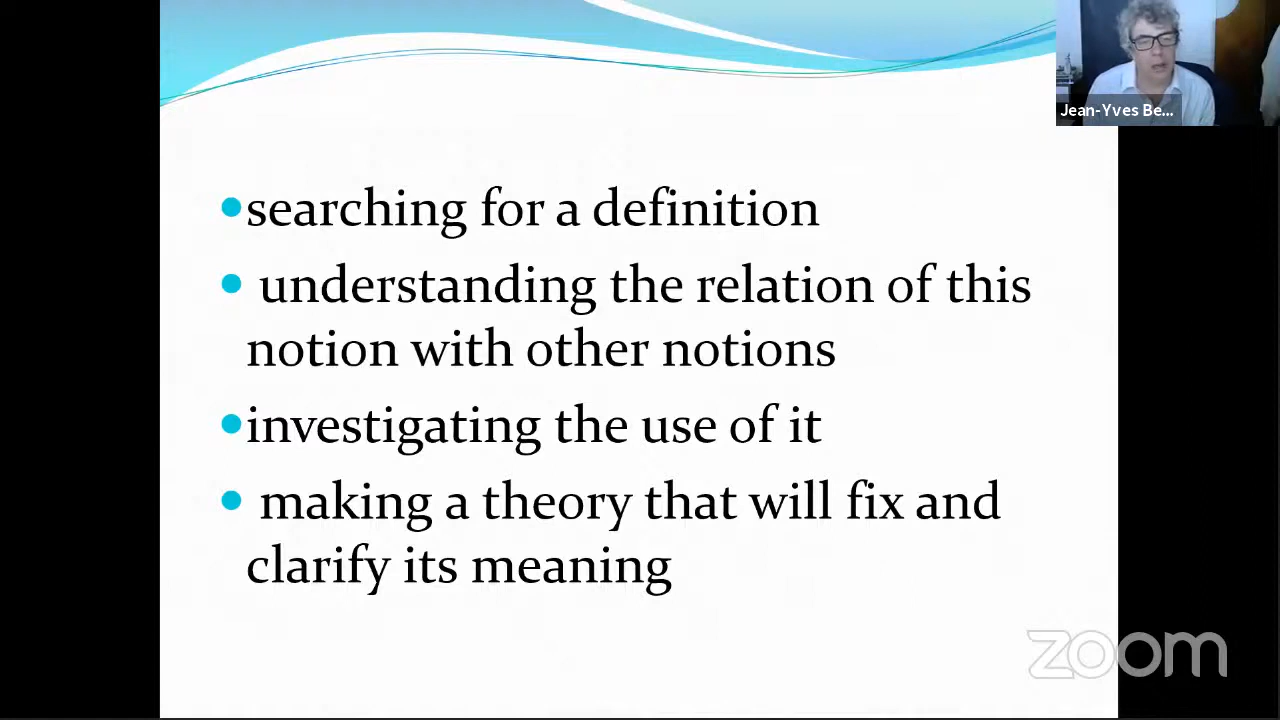 Jean-Yves Be...
•searching for a definition
• understanding the relation of this
notion with other notions
•investigating the use of it
• making a theory that will fix and
clarify its meaning
zoom